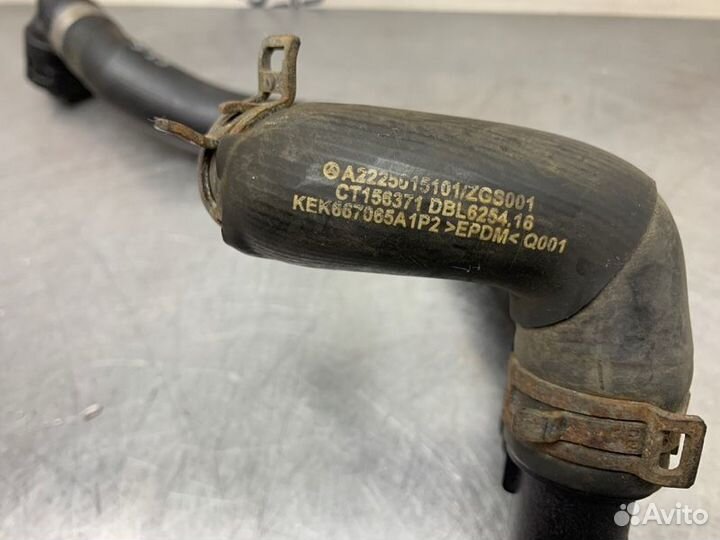 A2225015101/ZGS001
CT156371 DBL6254.16
KEK667065A1P2 >EPDM< Q001
Avito